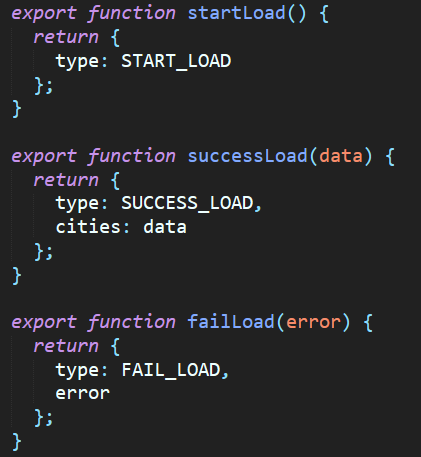 export function startLoad() {
  return {
    type: START_LOAD
  };
}

export function successLoad(data) {
  return {
    type: SUCCESS_LOAD,
    cities: data
  };
}

export function failLoad(error) {
  return {
    type: FAIL_LOAD,
    error
  };
}